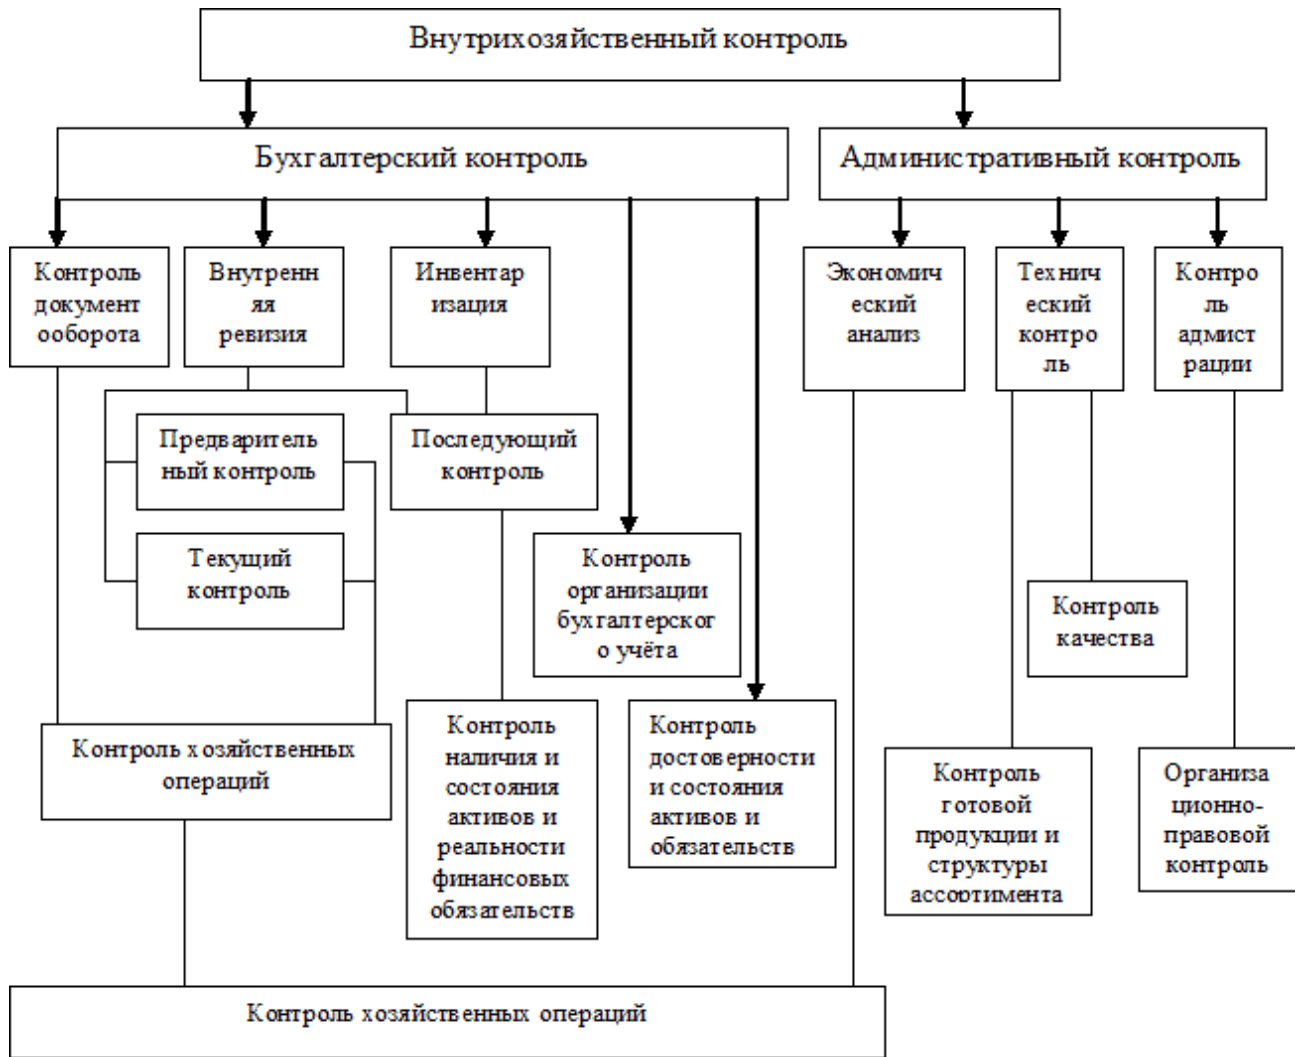 Внутрихозяйственный контроль
Бухгалтерский контроль
Административный контроль
Контроль
документ
ооборота
Внутренн
яя
ревизия
Инвентар
изация
Экономич
еский
анализ
Технич
еский
контро
ль
Контро
ль
адмист
рации
Предваритель
ный контроль
Последующий
контроль
Текущий
контроль
Контроль
организации
бухгалтерског
о учёта
Контроль
качества
Контроль хозяйственных
операций
Контроль
наличия и
состояния
активов и
реальности
финансовых
обязательств
Контроль
достоверности
и состояния
активов и
обязательств
Контроль
готовой
продукции и
структуры
ассортимента
Организа
ционно-
правовой
контроль
Контроль хозяйственных операций